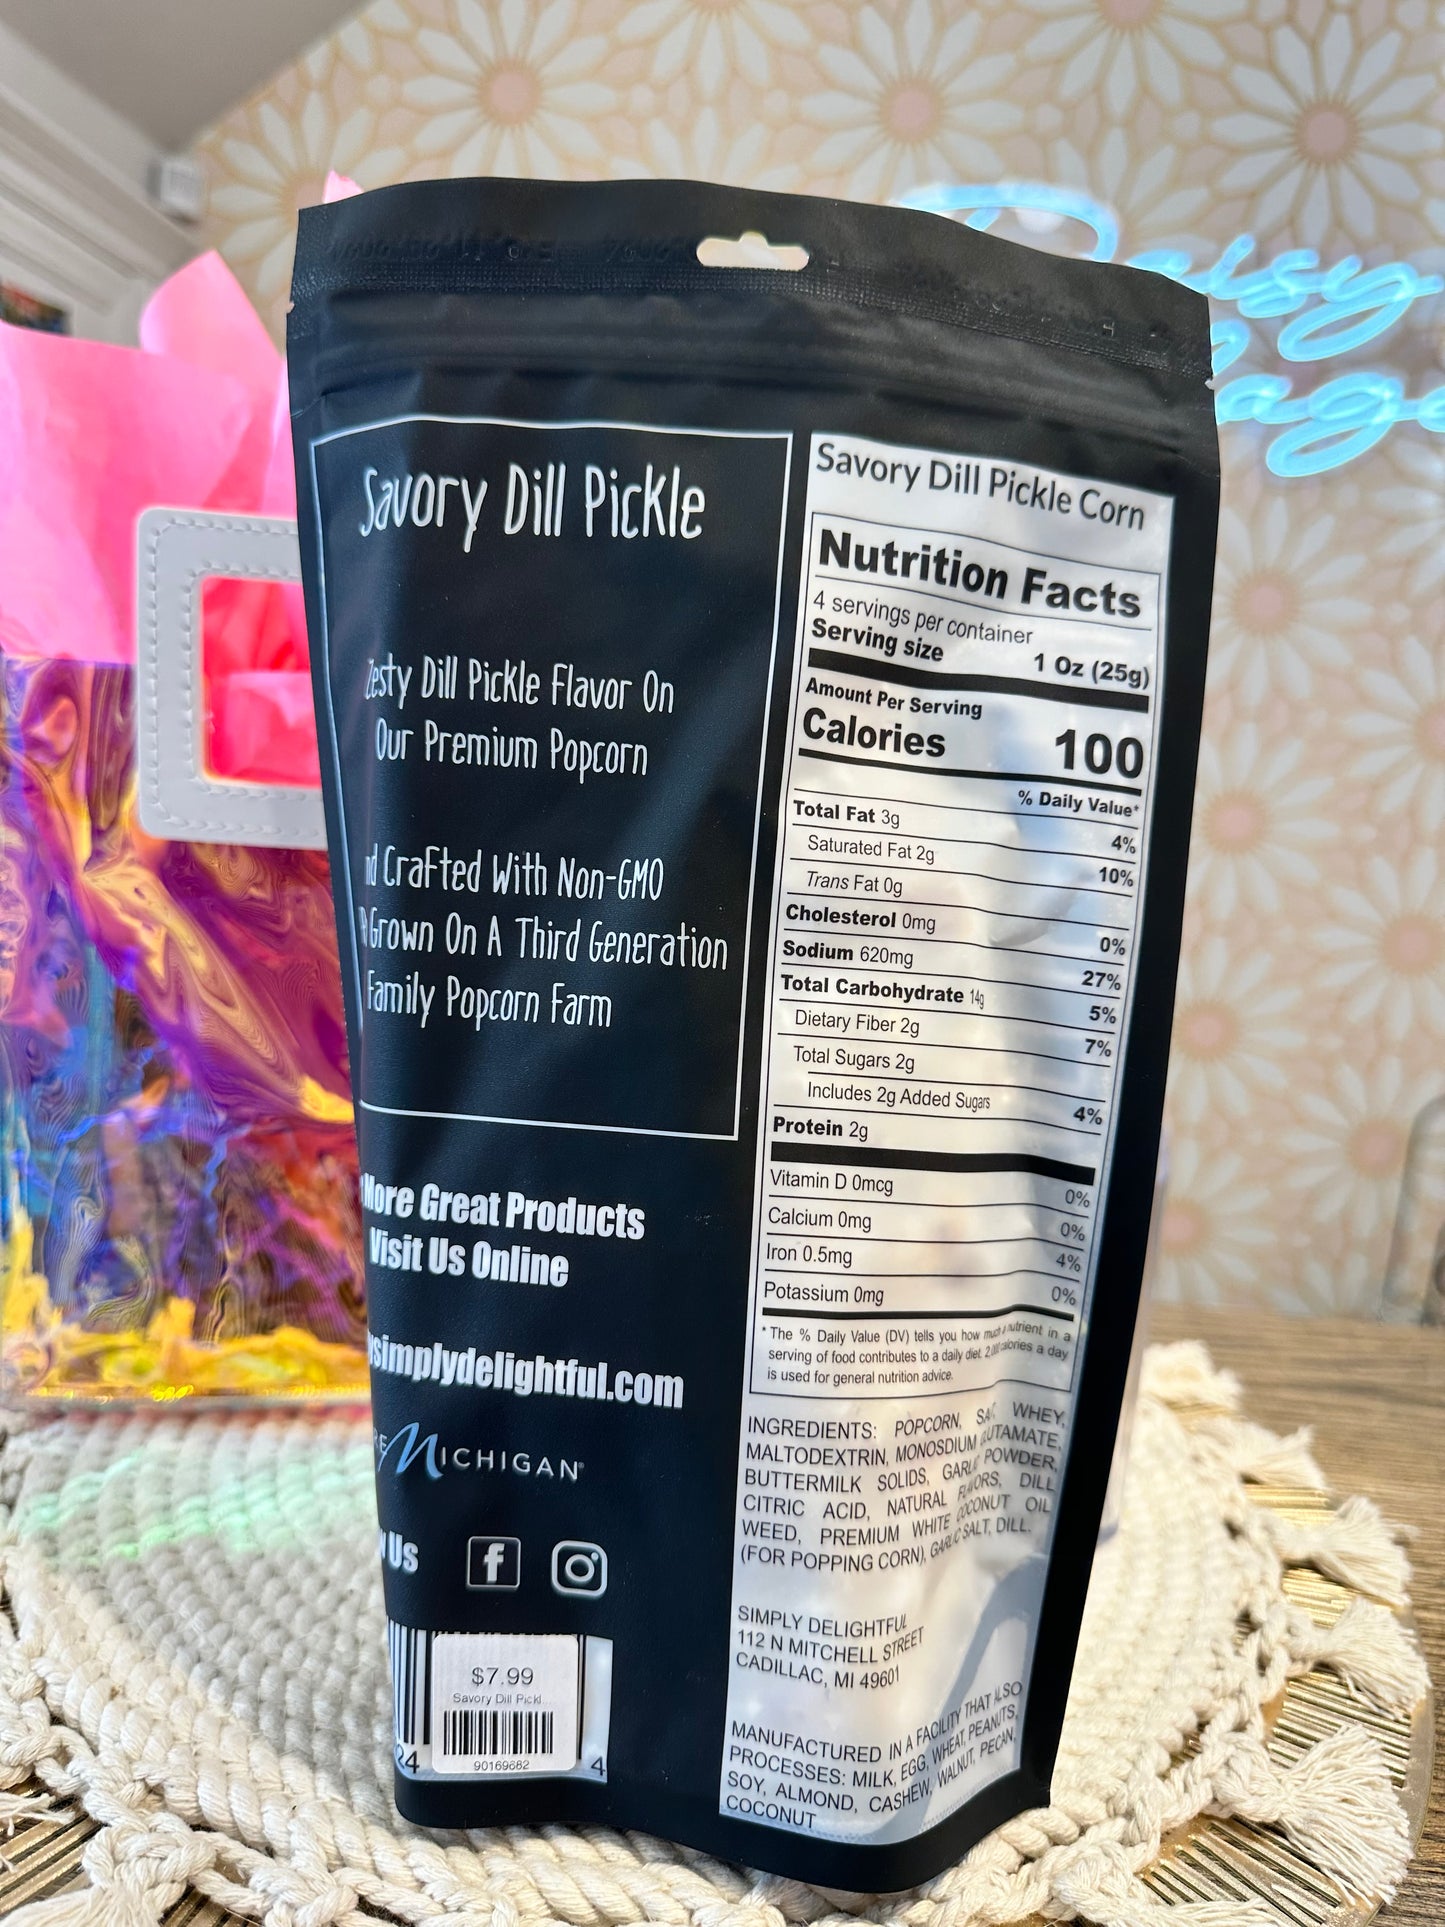 Savory Dill Pickle
Zesty Dill Pickle Flavor On
Our Premium Popcorn
Crafted With Non-GMO
Grown On A Third Generation
Family Popcorn Farm
More Great Products
Visit Us Online
simplydelightful.com
MICHIGAN
Us
$7.99
Savory Dill Pickl...
90169682
24
4
Savory Dill Pickle Corn
Nutrition Facts
4 servings per container
Serving size 1 Oz (25g)
Amount Per Serving
Calories 100
% Daily Value*
Total Fat 3g 4%
Saturated Fat 2g 10%
Trans Fat 0g
Cholesterol 0mg 0%
Sodium 620mg 27%
Total Carbohydrate 14g 5%
Dietary Fiber 2g 7%
Total Sugars 2g
Includes 2g Added Sugars 4%
Protein 2g
Vitamin D 0mcg 0%
Calcium 0mg 0%
Iron 0.5mg 4%
Potassium 0mg 0%
* The % Daily Value (DV) tells you how much a nutrient in a
serving of food contributes to a daily diet. 2,000 calories a day
is used for general nutrition advice.
INGREDIENTS: POPCORN, WHEY,
MALTODEXTRIN, MONOSDIUM GLUTAMATE,
BUTTERMILK SOLIDS, GARLIC POWDER,
CITRIC ACID, NATURAL FLAVORS, DILL
WEED, PREMIUM WHITE COCONUT OIL
(FOR POPPING CORN), GARLIC SALT, DILL.
SIMPLY DELIGHTFUL
112 N MITCHELL STREET
CADILLAC, MI 49601
MANUFACTURED IN A FACILITY THAT ALSO
PROCESSES: MILK, EGG, WHEAT, PEANUTS,
SOY, ALMOND, CASHEW, WALNUT, PECAN,
COCONUT
Daisy